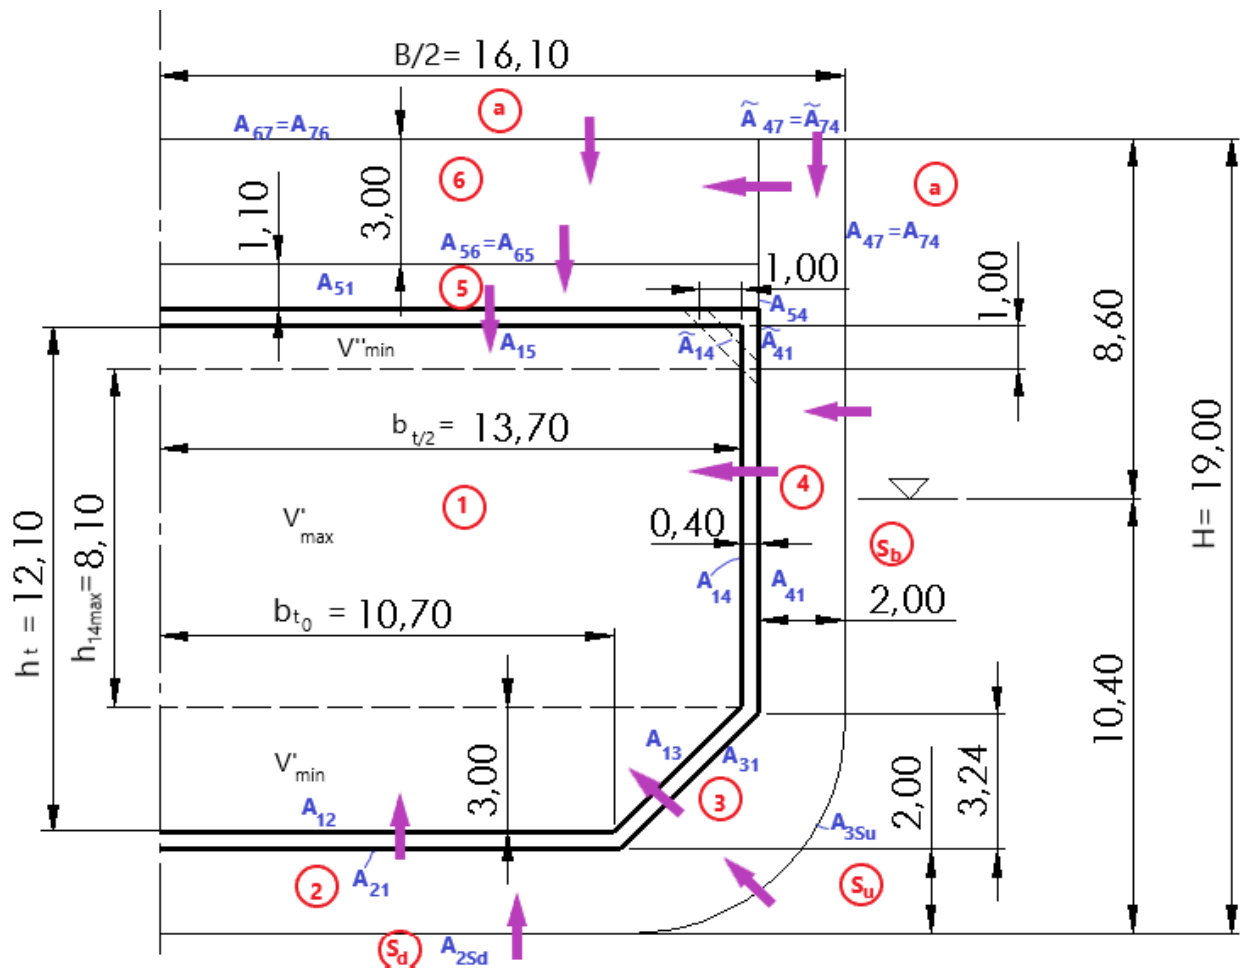 B/2= 16,10
a
A67=A76
Ã47=Ã74
6
a
3,00
1,10
A47=A74
A56=A65
1,00
1,00
A51
5
A54
8,60
A15
Ã14
Ã41
V''min
bt/2= 13,70
H= 19,00
1
4
ht = 12,10
h14max=8,10
V'max
0,40
Sb
A14
A41
2,00
bt0 = 10,70
10,40
A13
A31
V'min
3,00
3
2,00
3,24
A12
A3Su
2
A21
Su
Sd
A2Sd